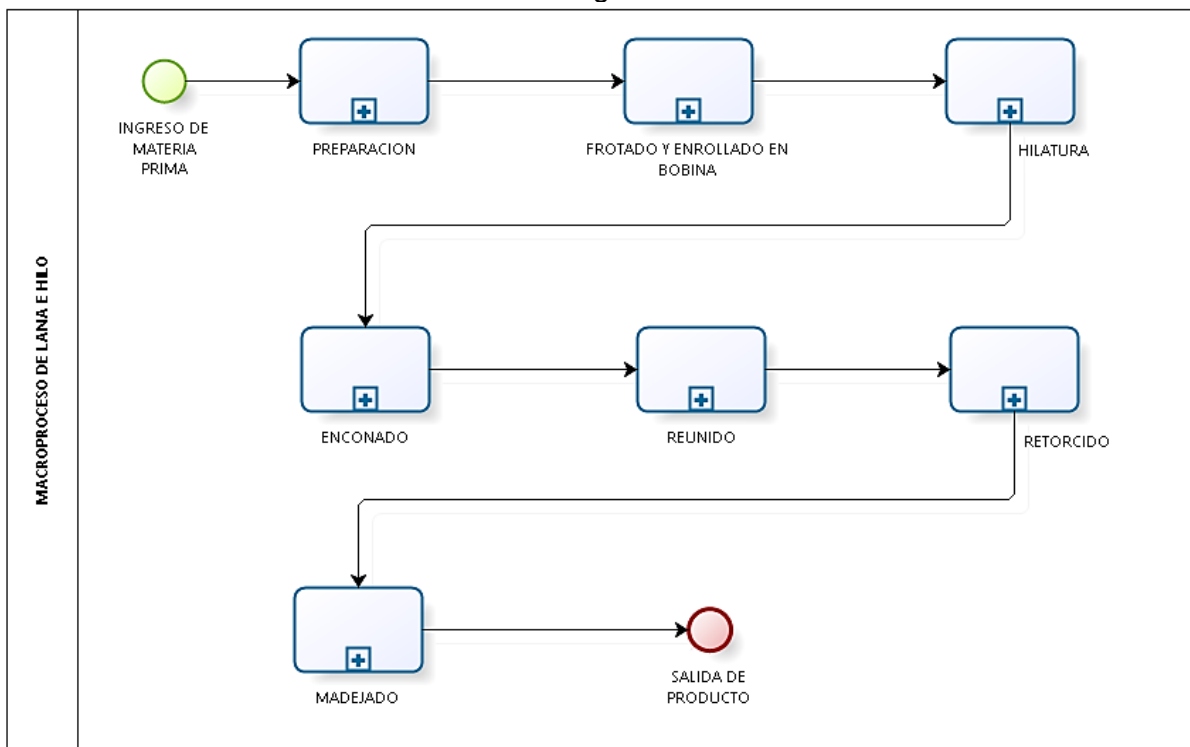 MACROPROCESO DE LANA E HILO
INGRESO DE
MATERIA
PRIMA
PREPARACION
FROTADO Y ENROLLADO EN
BOBINA
HILATURA
ENCONADO
REUNIDO
RETORCIDO
MADEJADO
SALIDA DE
PRODUCTO